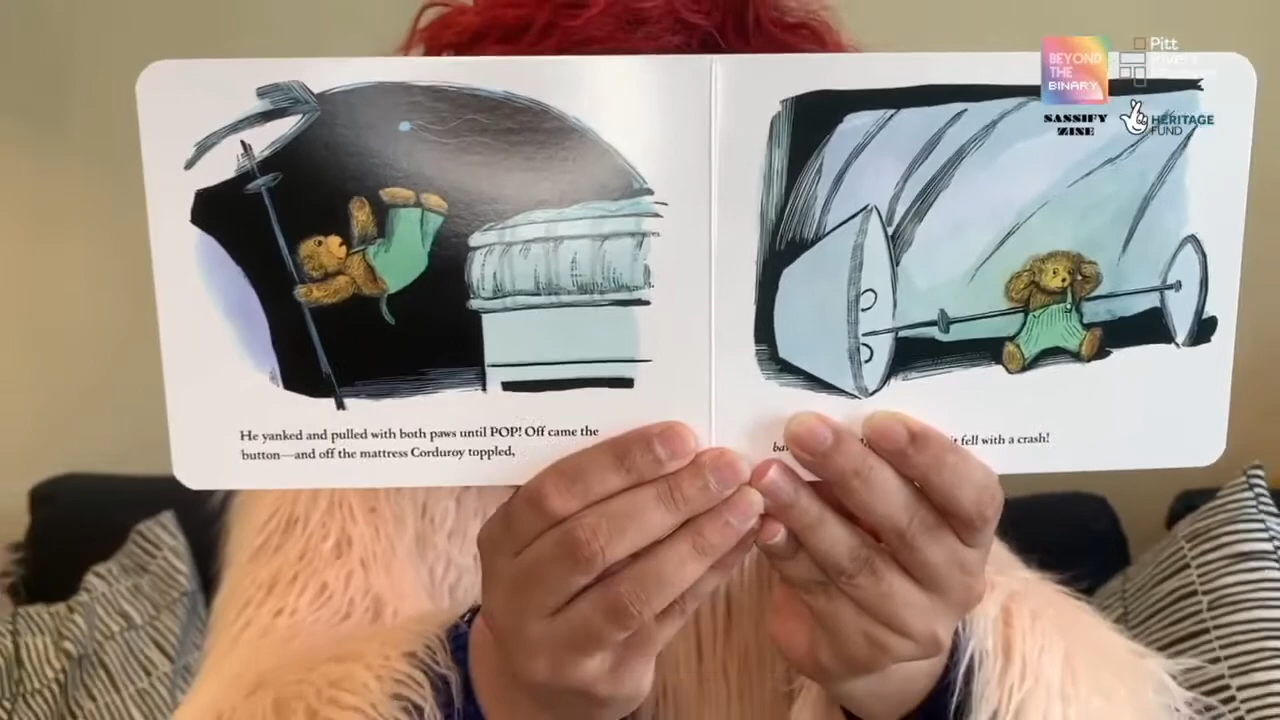 BEYOND
THE
BINARY
Pitt
SASSIFY
ZINE
HERITAGE
FUND
He yanked and pulled with both paws until POP! Off came the
button—and off the mattress Corduroy toppled,
fell with a crash!